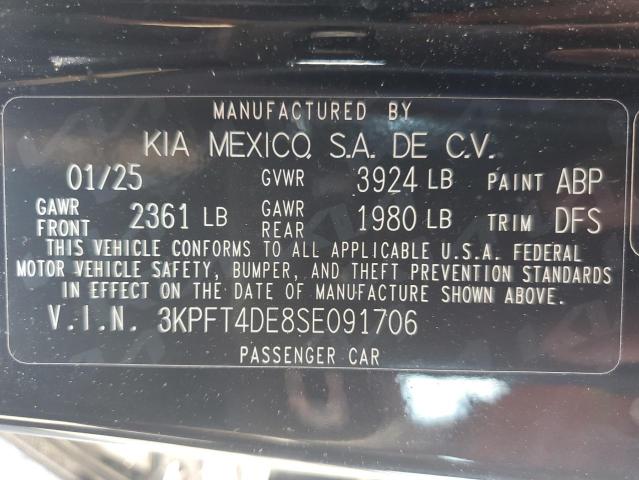 MANUFACTURED BY
KIA MEXICO, S.A. DE C.V.
01/25 GVWR 3924 LB PAINT ABP
GAWR FRONT 2361 LB GAWR REAR 1980 LB TRIM DFS
THIS VEHICLE CONFORMS TO ALL APPLICABLE U.S.A. FEDERAL
MOTOR VEHICLE SAFETY, BUMPER, AND THEFT PREVENTION STANDARDS
IN EFFECT ON THE DATE OF MANUFACTURE SHOWN ABOVE.
V.I.N. 3KPFT4DE8SE091706
PASSENGER CAR